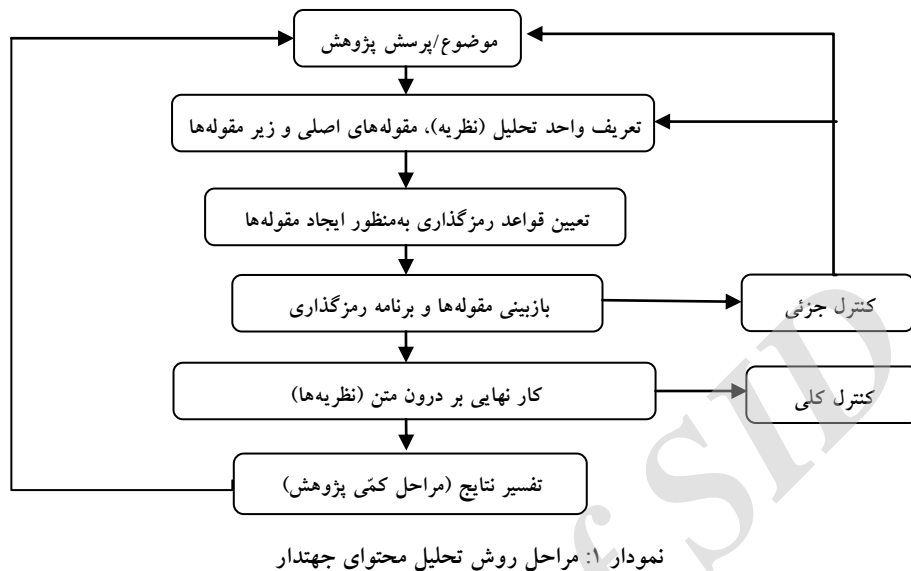 موضوع/پرسش پژوهش
تعریف واحد تحلیل (نظریه)، مقوله‌های اصلی و زیر مقوله‌ها
تعیین قواعد رمزگذاری به‌منظور ایجاد مقوله‌ها
بازبینی مقوله‌ها و برنامه رمزگذاری
کنترل جزئی
کار نهایی بر درون متن (نظریه‌ها)
کنترل کلی
تفسیر نتایج (مراحل کمّی پژوهش)
نمودار ۱: مراحل روش تحلیل محتوای جهتدار
of SID